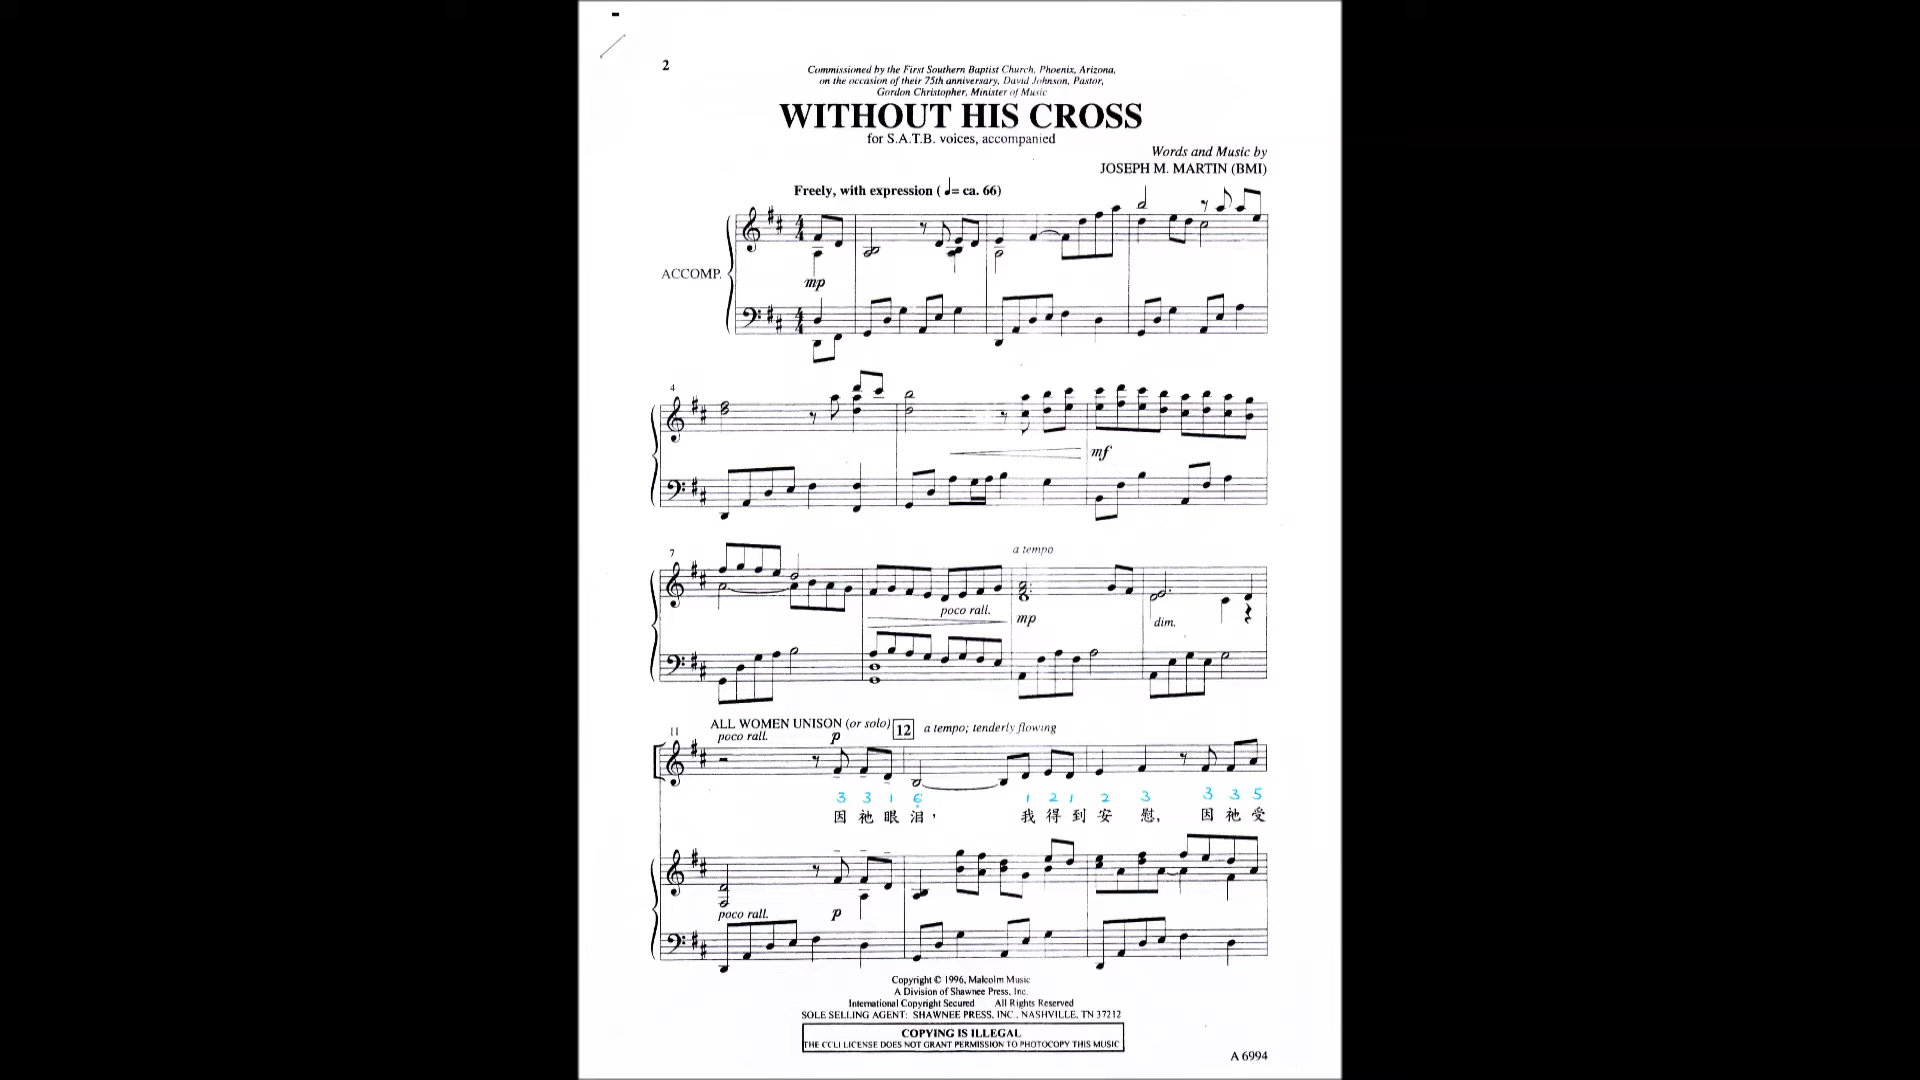 2
Commissioned by the First Southern Baptist Church, Phoenix, Arizona,
on the occasion of their 75th anniversary, David Johnson, Pastor,
Gordon Christopher, Minister of Music
WITHOUT HIS CROSS
for S.A.T.B. voices, accompanied
Words and Music by
JOSEPH M. MARTIN (BMI)
Freely, with expression ( ♩= ca. 66)
ACCOMP.
mp
4
mf
7
a tempo
poco rall.
mp
dim.
11
ALL WOMEN UNISON (or solo) 12 a tempo; tenderly flowing
poco rall. p
3 3 1 6̣ 1 2 1 2 3 3 3 5
因祂眼泪, 我得到安慰, 因祂受
poco rall. p
Copyright © 1996, Malcolm Music
A Division of Shawnee Press, Inc.
International Copyright Secured All Rights Reserved
SOLE SELLING AGENT: SHAWNEE PRESS, INC., NASHVILLE, TN 37212
COPYING IS ILLEGAL
THE CCLI LICENSE DOES NOT GRANT PERMISSION TO PHOTOCOPY THIS MUSIC
A 6994